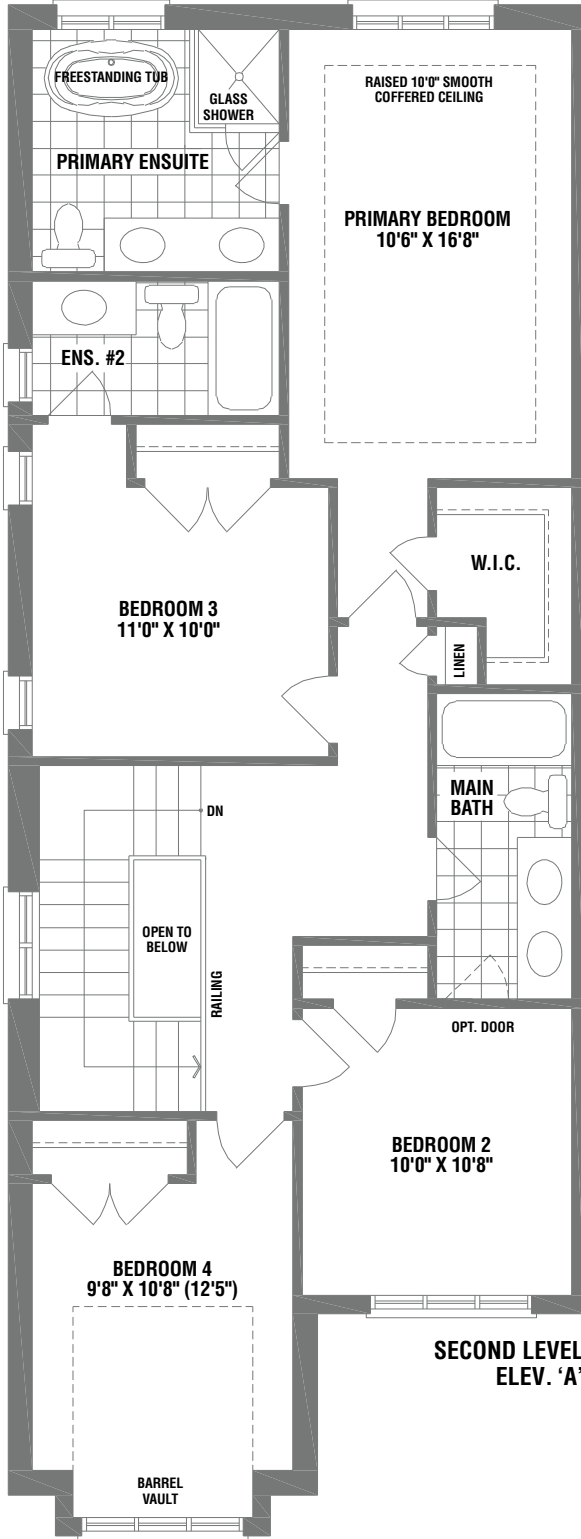 FREESTANDING TUB
GLASS
SHOWER
RAISED 10'0" SMOOTH
COFFERED CEILING
PRIMARY ENSUITE
PRIMARY BEDROOM
10'6" X 16'8"
ENS. #2
W.I.C.
BEDROOM 3
11'0" X 10'0"
LINEN
MAIN
BATH
DN
OPEN TO
BELOW
RAILING
OPT. DOOR
BEDROOM 2
10'0" X 10'8"
BEDROOM 4
9'8" X 10'8" (12'5")
SECOND LEVEL
ELEV. ‘A’
BARREL
VAULT